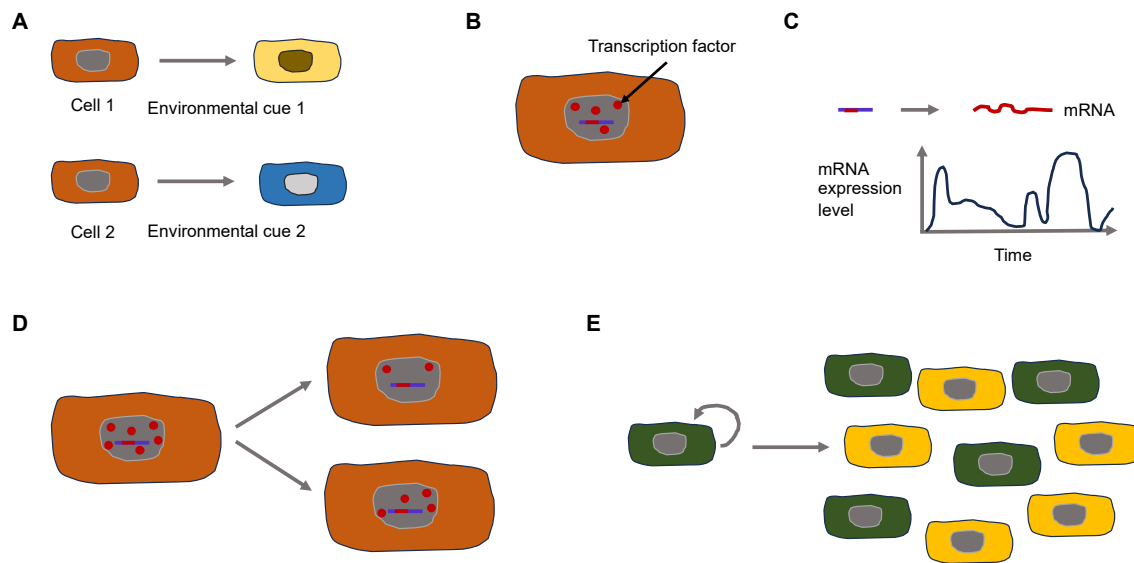 A
Cell 1
Environmental cue 1
Cell 2
Environmental cue 2
B
Transcription factor
C
mRNA
mRNA
expression
level
Time
D
E